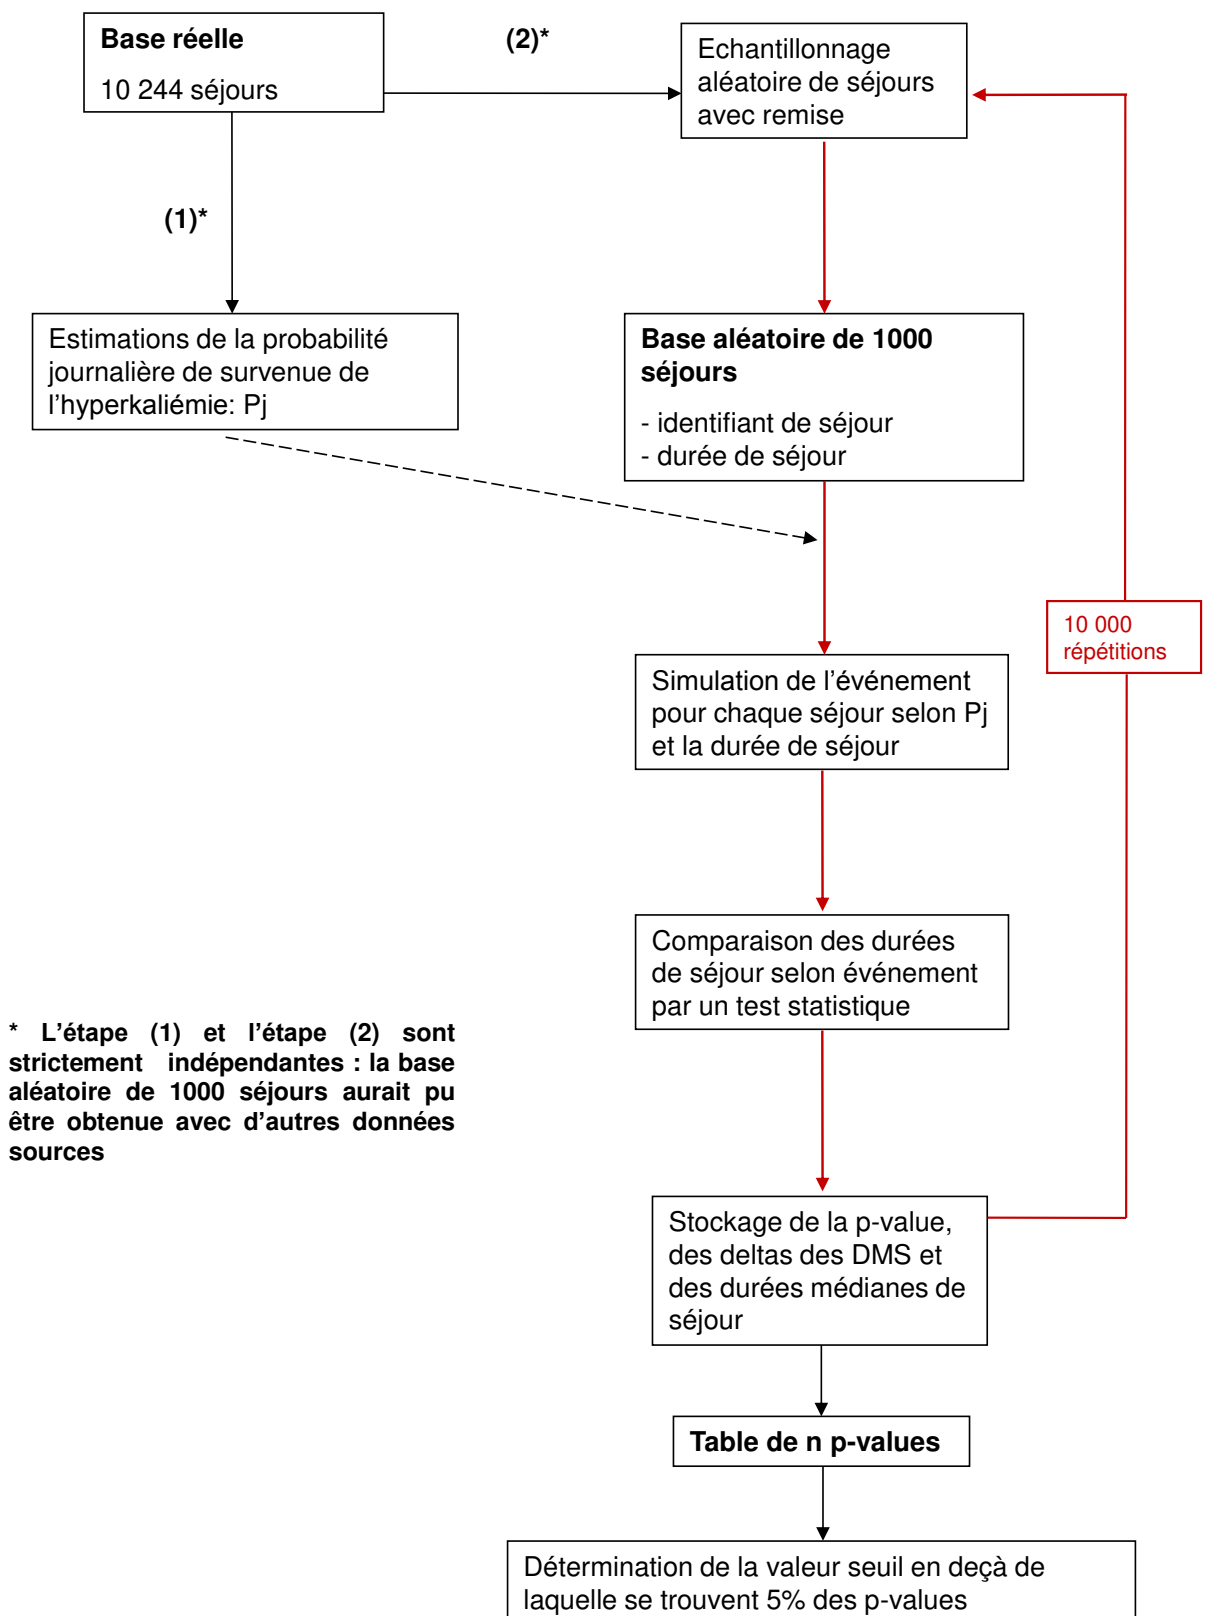 Base réelle
10 244 séjours
(2)*
Echantillonnage
aléatoire de séjours
avec remise
(1)*
Estimations de la probabilité
journalière de survenue de
l'hyperkaliémie: Pj
Base aléatoire de 1000
séjours
- identifiant de séjour
- durée de séjour
10 000
répétitions
Simulation de l'événement
pour chaque séjour selon Pj
et la durée de séjour
Comparaison des durées
de séjour selon événement
par un test statistique
* L'étape (1) et l'étape (2) sont
strictement indépendantes : la base
aléatoire de 1000 séjours aurait pu
être obtenue avec d'autres données
sources
Stockage de la p-value,
des deltas des DMS et
des durées médianes de
séjour
Table de n p-values
Détermination de la valeur seuil en deçà de
laquelle se trouvent 5% des p-values